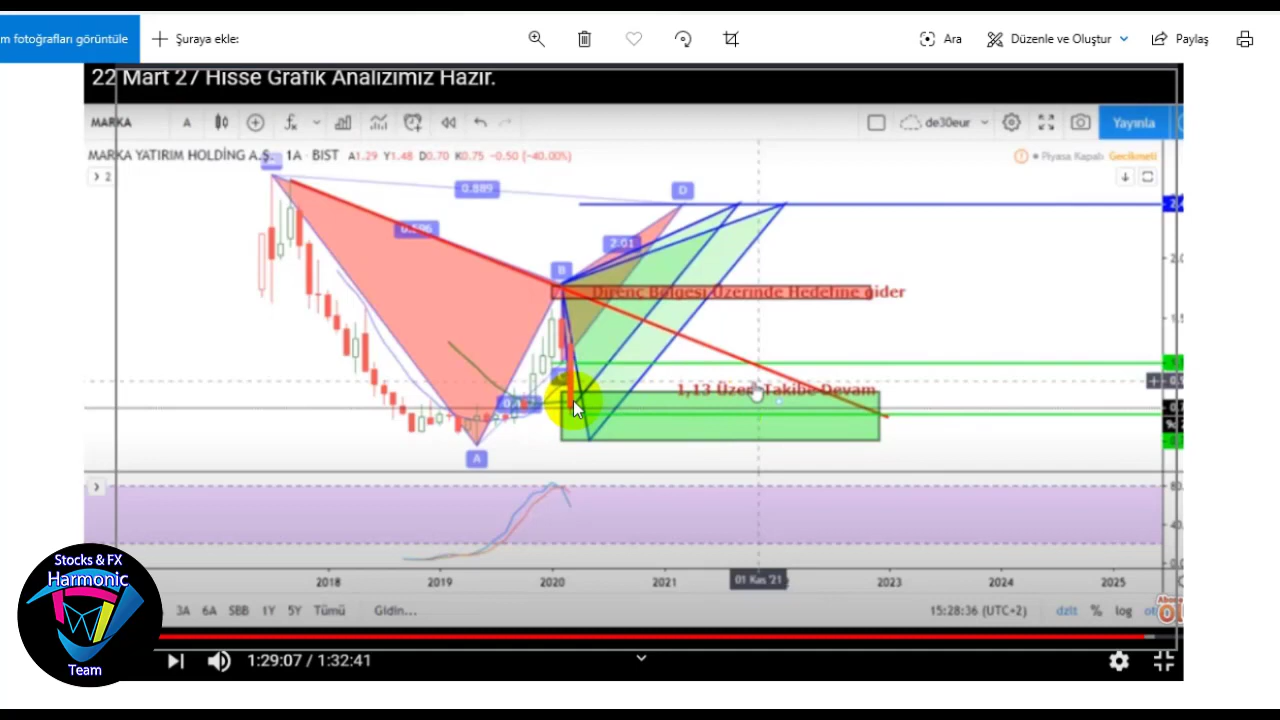 m fotoğrafları görüntüle
Şuraya ekle:
Ara
Düzenle ve Oluştur
Paylaş
22 Mart 27 Hisse Grafik Analizimiz Hazır.
MARKA
A
de30eur
Yayınla
MARKA YATIRIM HOLDİNG A.Ş. 1A BIST A1.29 Y1.48 D0.70 K0.75 -0.50 (-40.00%)
Piyasa Kapalı Gecikmeli
2
0.889
D
2.01
B
Direnç Bölgesi Üzerinde Hedefine gider
1,13 Üzeri Takibe Devam
A
2018
2019
2020
2021
01 Kas '21
2023
2024
2025
3A 6A SBB 1Y 5Y Tümü Gidin...
15:28:36 (UTC+2)
dzlt % log
Stocks & FX
Harmonic
Team
1:29:07 / 1:32:41